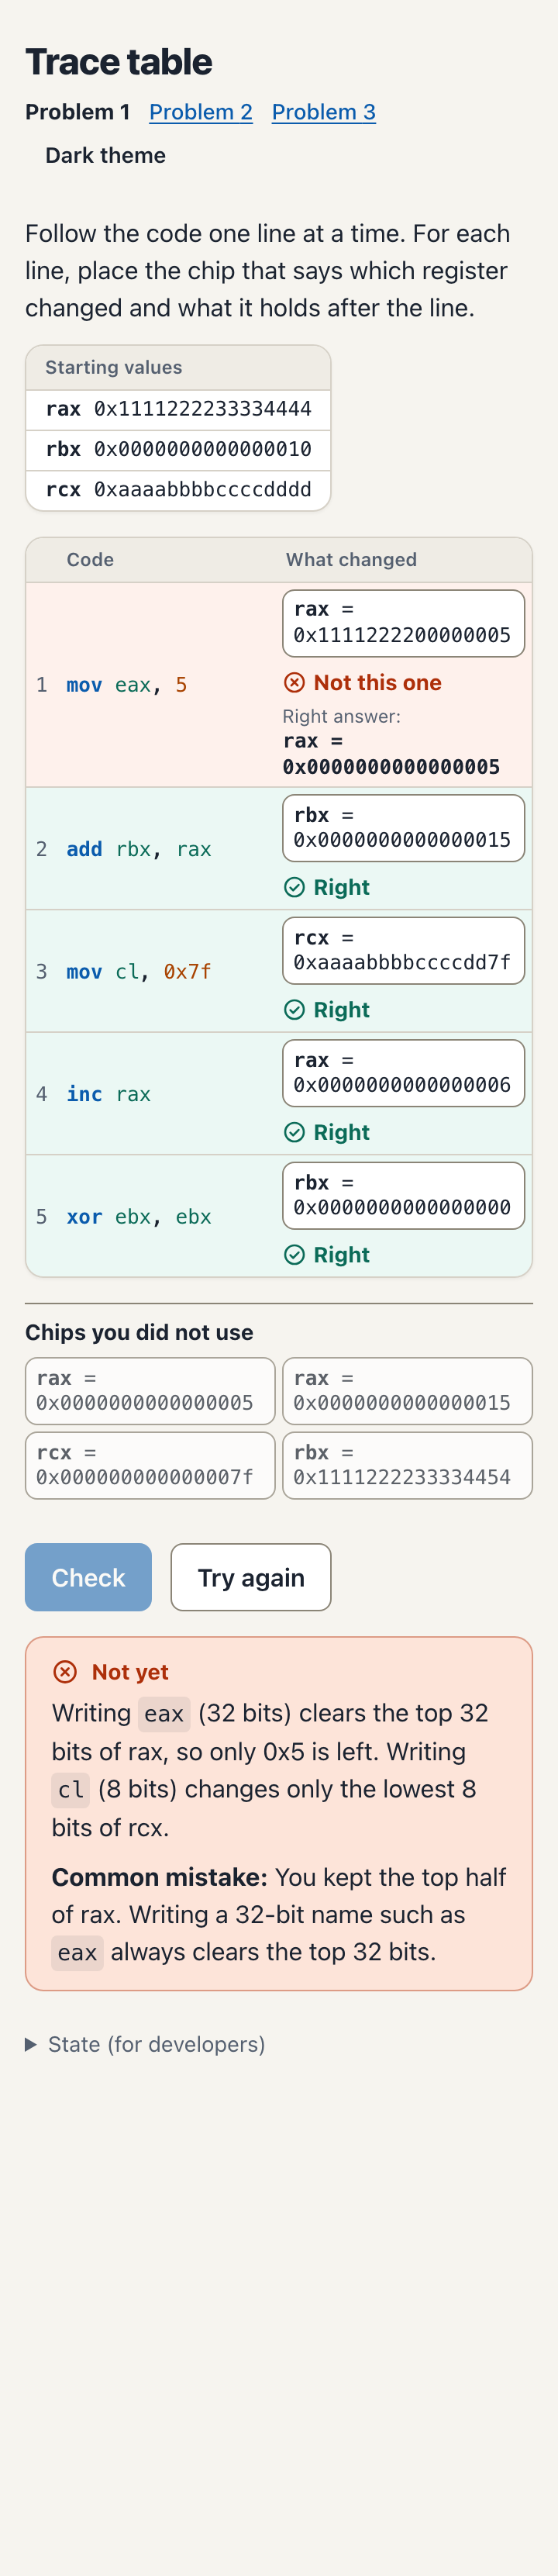 Trace table
Problem 1 Problem 2 Problem 3
Dark theme
Follow the code one line at a time. For each
line, place the chip that says which register
changed and what it holds after the line.
Starting values
rax 0x1111222233334444
rbx 0x0000000000000010
rcx 0xaaaabbbbccccdddd
Code What changed
rax =
0x1111222200000005
1 mov eax, 5
Not this one
Right answer:
rax =
0x0000000000000005
rbx =
0x0000000000000015
2 add rbx, rax
Right
rcx =
0xaaaabbbbccccdd7f
3 mov cl, 0x7f
Right
rax =
0x0000000000000006
4 inc rax
Right
rbx =
0x0000000000000000
5 xor ebx, ebx
Right
Chips you did not use
rax =
0x0000000000000005
rax =
0x0000000000000015
rcx =
0x000000000000007f
rbx =
0x1111222233334454
Check Try again
Not yet
Writing eax (32 bits) clears the top 32
bits of rax, so only 0x5 is left. Writing
cl (8 bits) changes only the lowest 8
bits of rcx.
Common mistake: You kept the top half
of rax. Writing a 32-bit name such as
eax always clears the top 32 bits.
State (for developers)